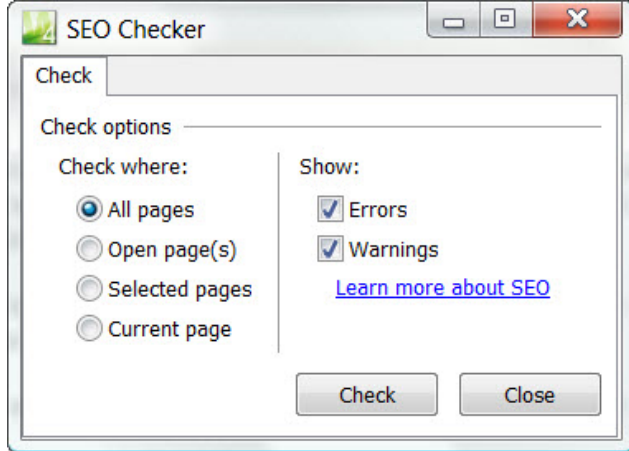 SEO Checker
Check
Check options
Check where:
All pages
Open page(s)
Selected pages
Current page
Show:
Errors
Warnings
Learn more about SEO
Check
Close